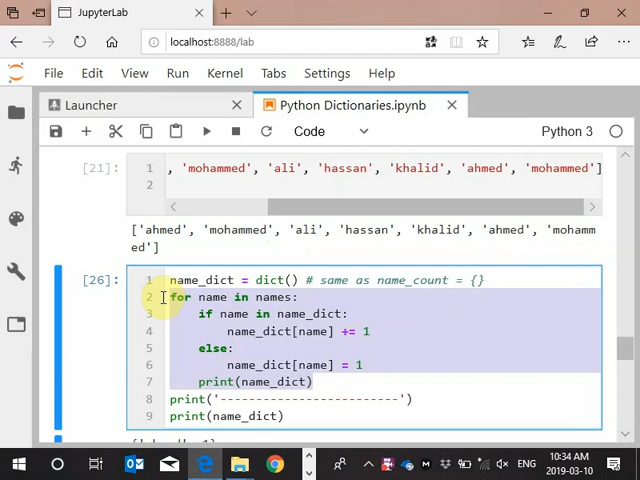 JupyterLab
localhost:8888/lab
File Edit View Run Kernel Tabs Settings Help
Launcher
Python Dictionaries.ipynb
Code
Python 3
[21]:
1 , 'mohammed', 'ali', 'hassan', 'khalid', 'ahmed', 'mohammed']
2
['ahmed', 'mohammed', 'ali', 'hassan', 'khalid', 'ahmed', 'mohamm
ed']
[26]:
1 name_dict = dict() # same as name_count = {}
2 for name in names:
3 if name in name_dict:
4 name_dict[name] += 1
5 else:
6 name_dict[name] = 1
7 print(name_dict)
8 print('-------------------------')
9 print(name_dict)
ENG
10:34 AM
2019-03-10